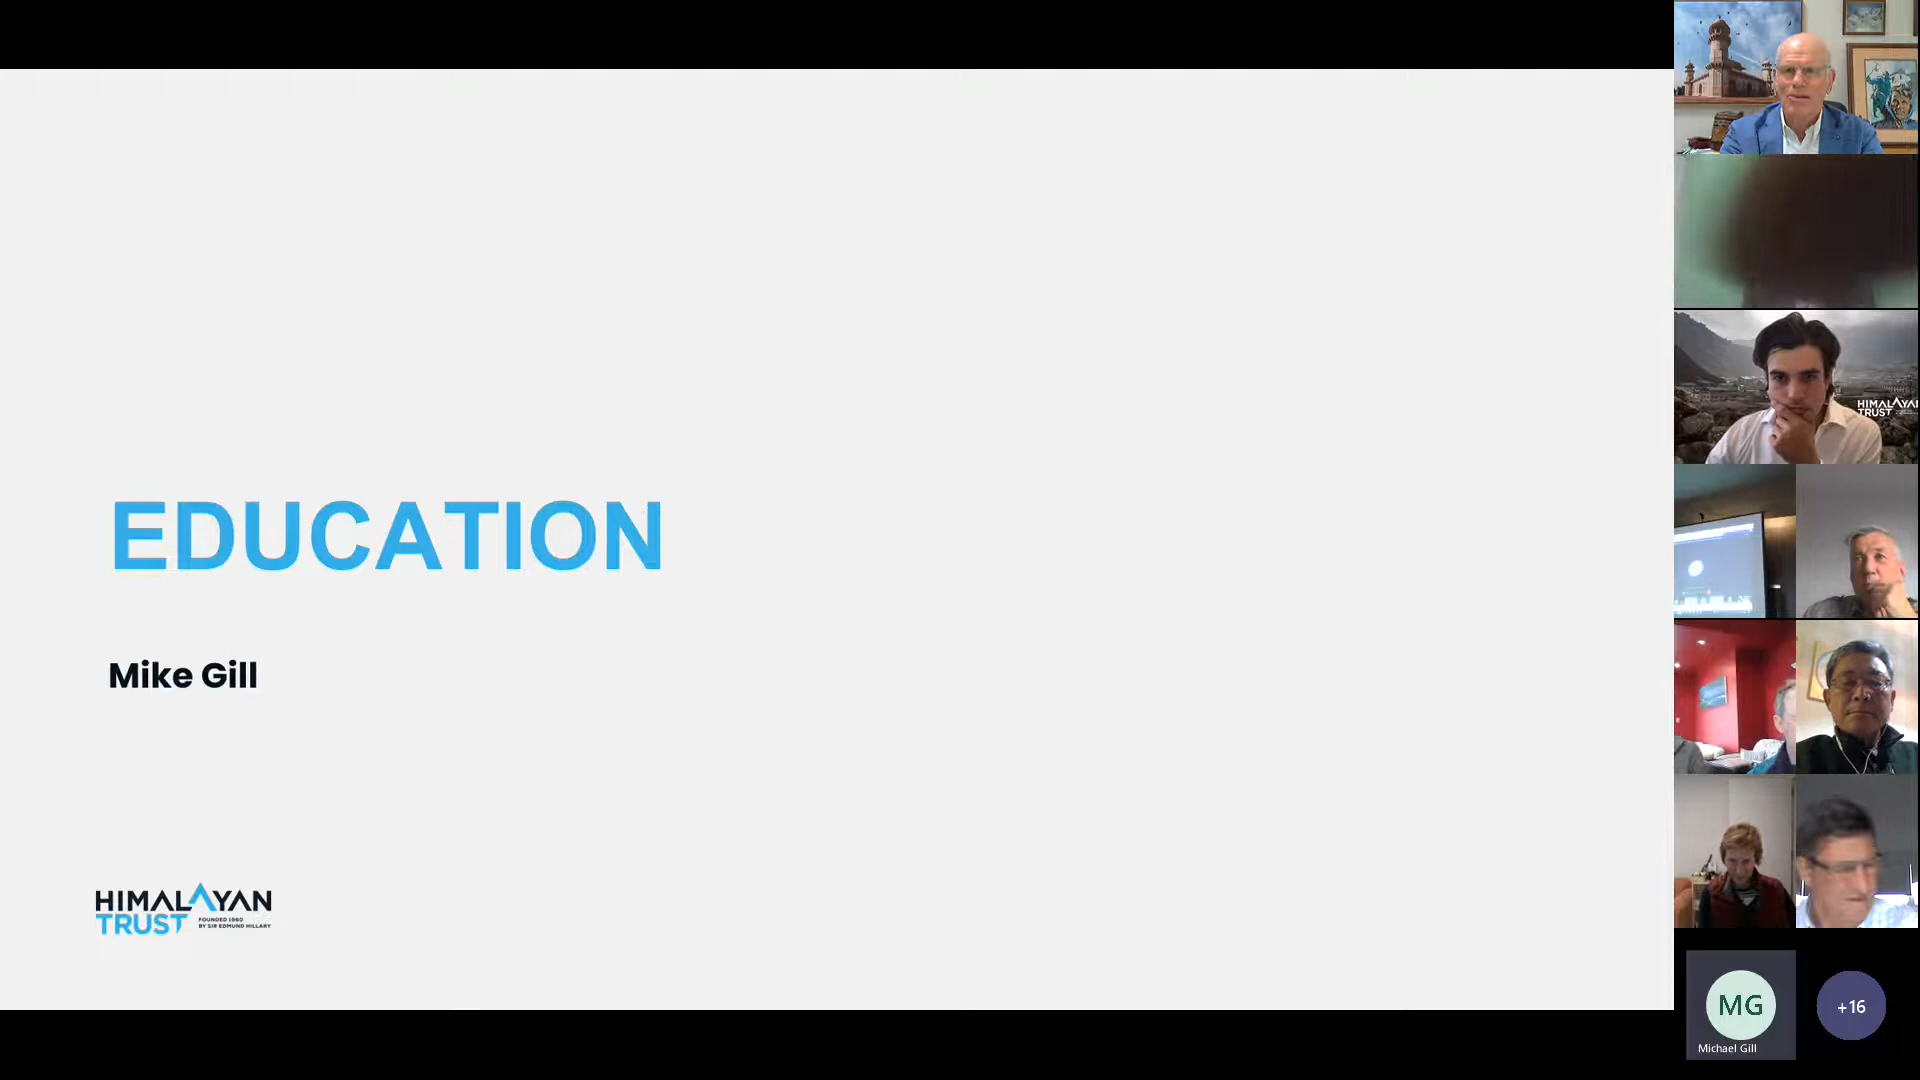 EDUCATION
Mike Gill
HIMALAYAN
TRUST
FOUNDED 1960
BY SIR EDMUND HILLARY
HIMALAYAN
TRUST
MG
Michael Gill
+16